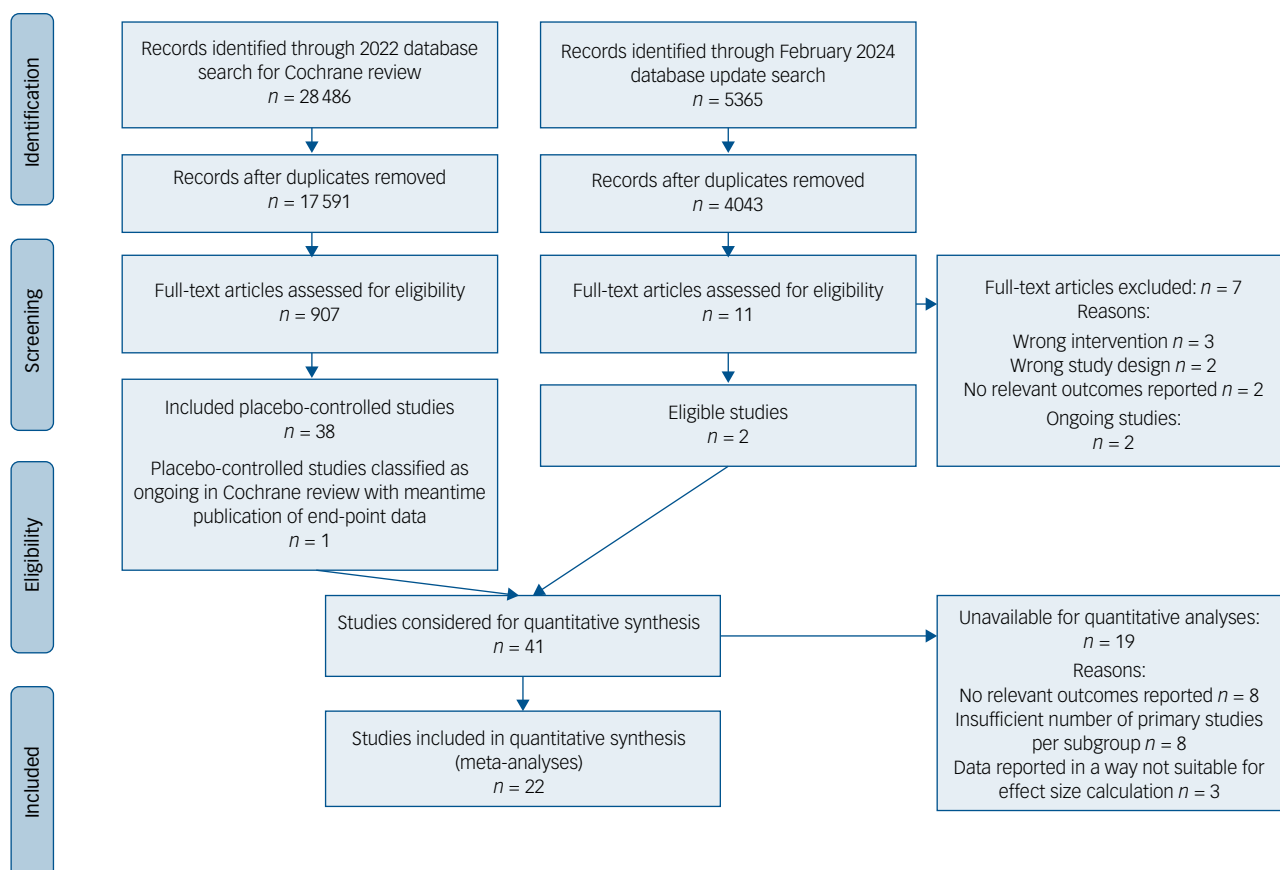 Identification
Records identified through 2022 database
search for Cochrane review
n = 28 486
Records identified through February 2024
database update search
n = 5365
Records after duplicates removed
n = 17 591
Records after duplicates removed
n = 4043
Screening
Full-text articles assessed for eligibility
n = 907
Full-text articles assessed for eligibility
n = 11
Full-text articles excluded: n = 7
Reasons:
Wrong intervention n = 3
Wrong study design n = 2
No relevant outcomes reported n = 2
Ongoing studies:
n = 2
Included placebo-controlled studies
n = 38
Placebo-controlled studies classified as
ongoing in Cochrane review with meantime
publication of end-point data
n = 1
Eligible studies
n = 2
Eligibility
Studies considered for quantitative synthesis
n = 41
Unavailable for quantitative analyses:
n = 19
Reasons:
No relevant outcomes reported n = 8
Insufficient number of primary studies
per subgroup n = 8
Data reported in a way not suitable for
effect size calculation n = 3
Included
Studies included in quantitative synthesis
(meta-analyses)
n = 22